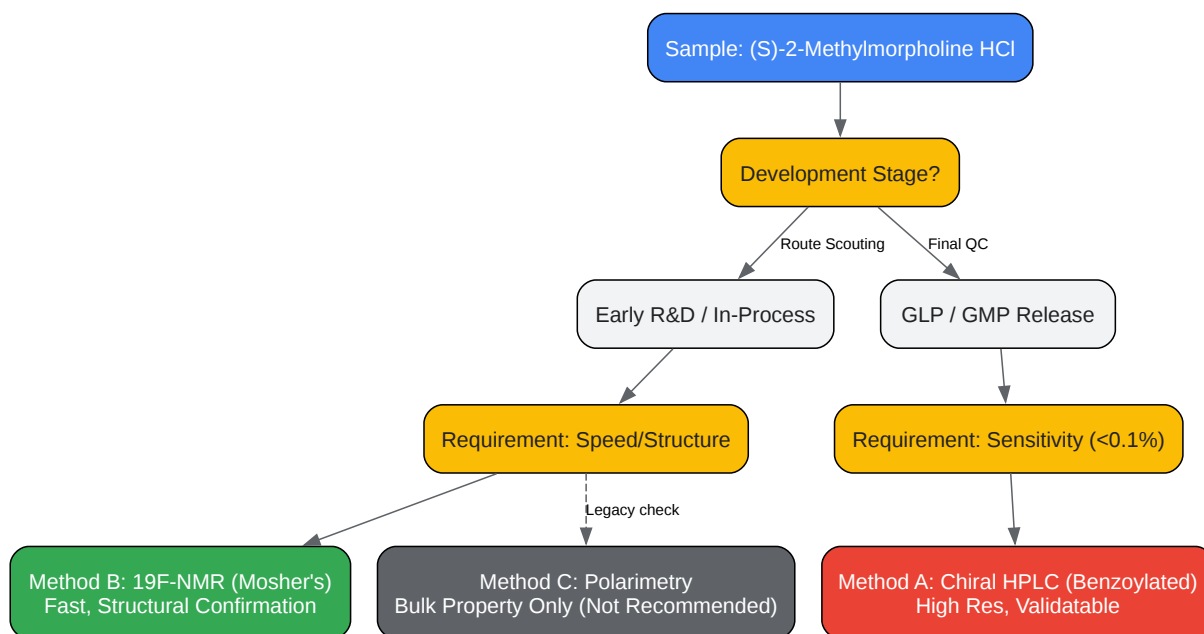 Sample: (S)-2-Methylmorpholine HCl
Development Stage?
Route Scouting
Final QC
Early R&D / In-Process
GLP / GMP Release
Requirement: Speed/Structure
Requirement: Sensitivity (<0.1%)
Legacy check
Method B: 19F-NMR (Mosher's)
Fast, Structural Confirmation
Method C: Polarimetry
Bulk Property Only (Not Recommended)
Method A: Chiral HPLC (Benzoylated)
High Res, Validatable